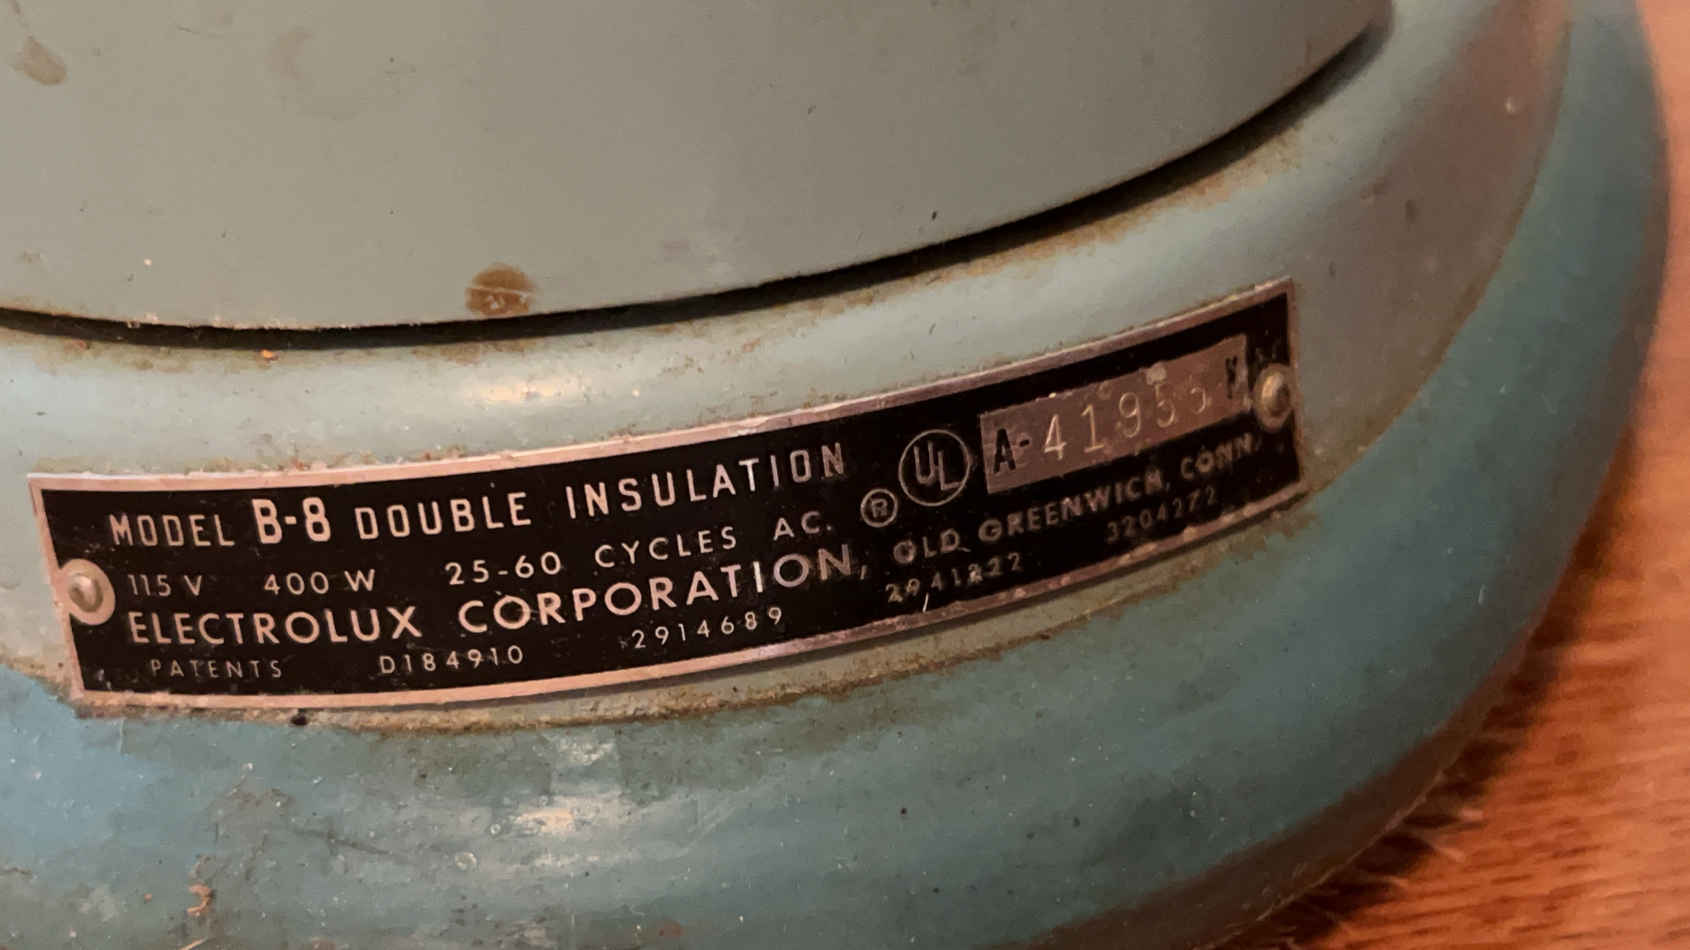 MODEL B-8 DOUBLE INSULATION ® UL
115 V 400 W 25-60 CYCLES AC.
ELECTROLUX CORPORATION, OLD GREENWICH, CONN.
PATENTS D184910 2914689 2941222 3204272